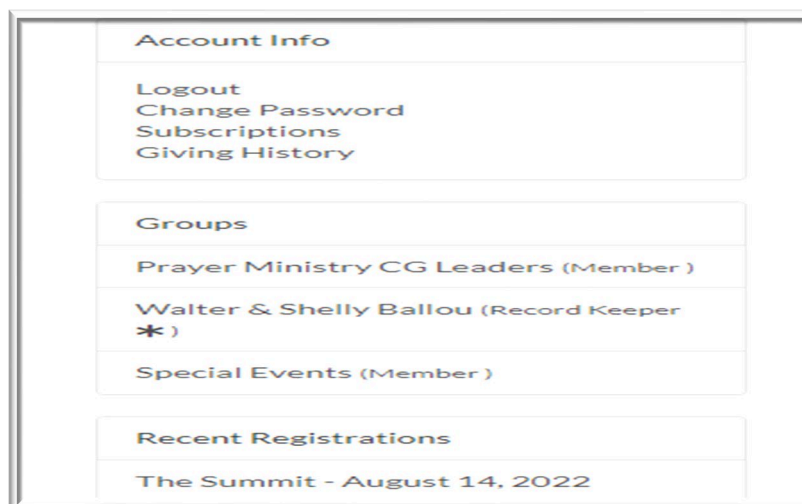 Account Info
Logout
Change Password
Subscriptions
Giving History
Groups
Prayer Ministry CG Leaders (Member )
Walter & Shelly Ballou (Record Keeper
* )
Special Events (Member )
Recent Registrations
The Summit - August 14, 2022